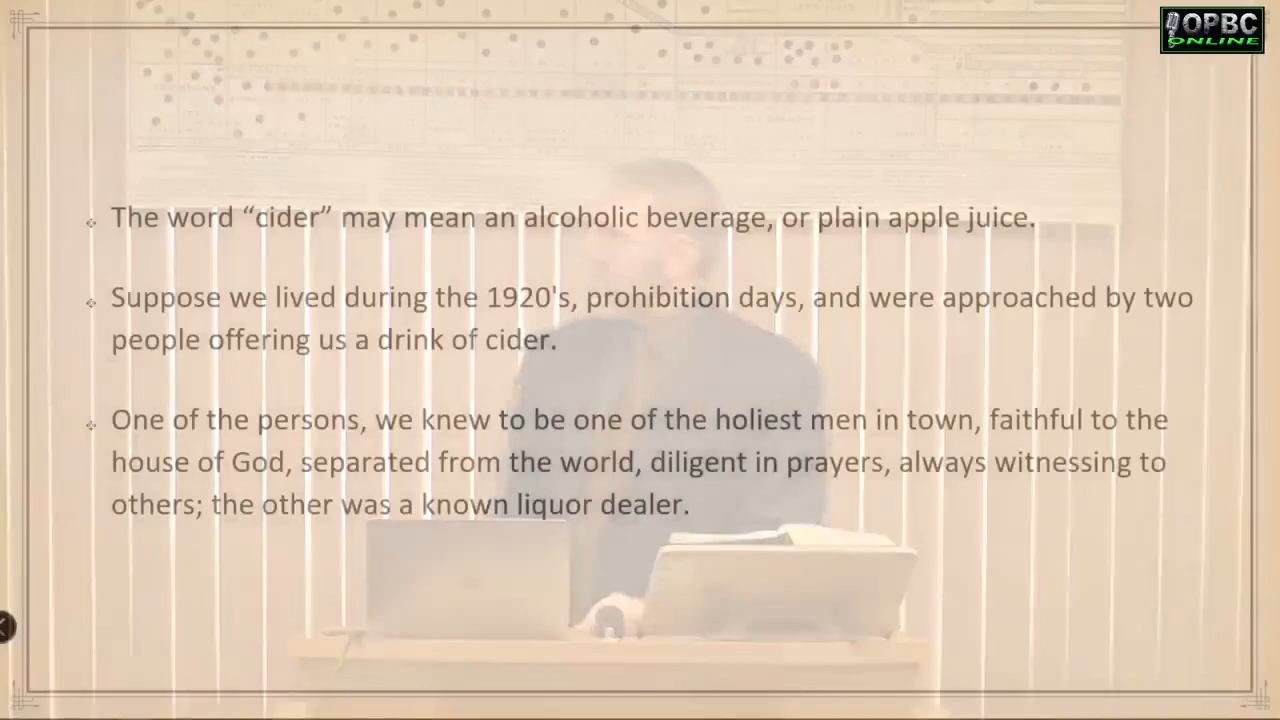 OPBC
ONLINE
The word “cider” may mean an alcoholic beverage, or plain apple juice.
Suppose we lived during the 1920's, prohibition days, and were approached by two
people offering us a drink of cider.
One of the persons, we knew to be one of the holiest men in town, faithful to the
house of God, separated from the world, diligent in prayers, always witnessing to
others; the other was a known liquor dealer.